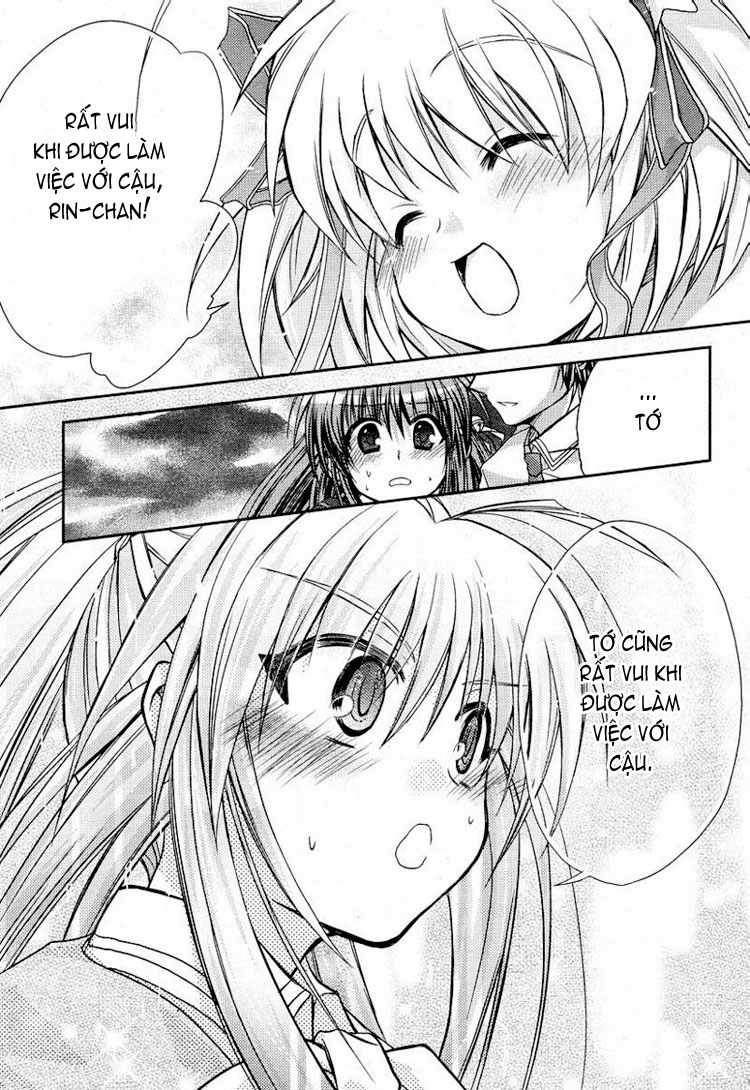 RẤT VUI
KHI ĐƯỢC LÀM
VIỆC VỚI CẬU,
RIN-CHAN!
...
TỚ
TỚ CŨNG
RẤT VUI KHI
ĐƯỢC LÀM
VIỆC VỚI
CẬU.